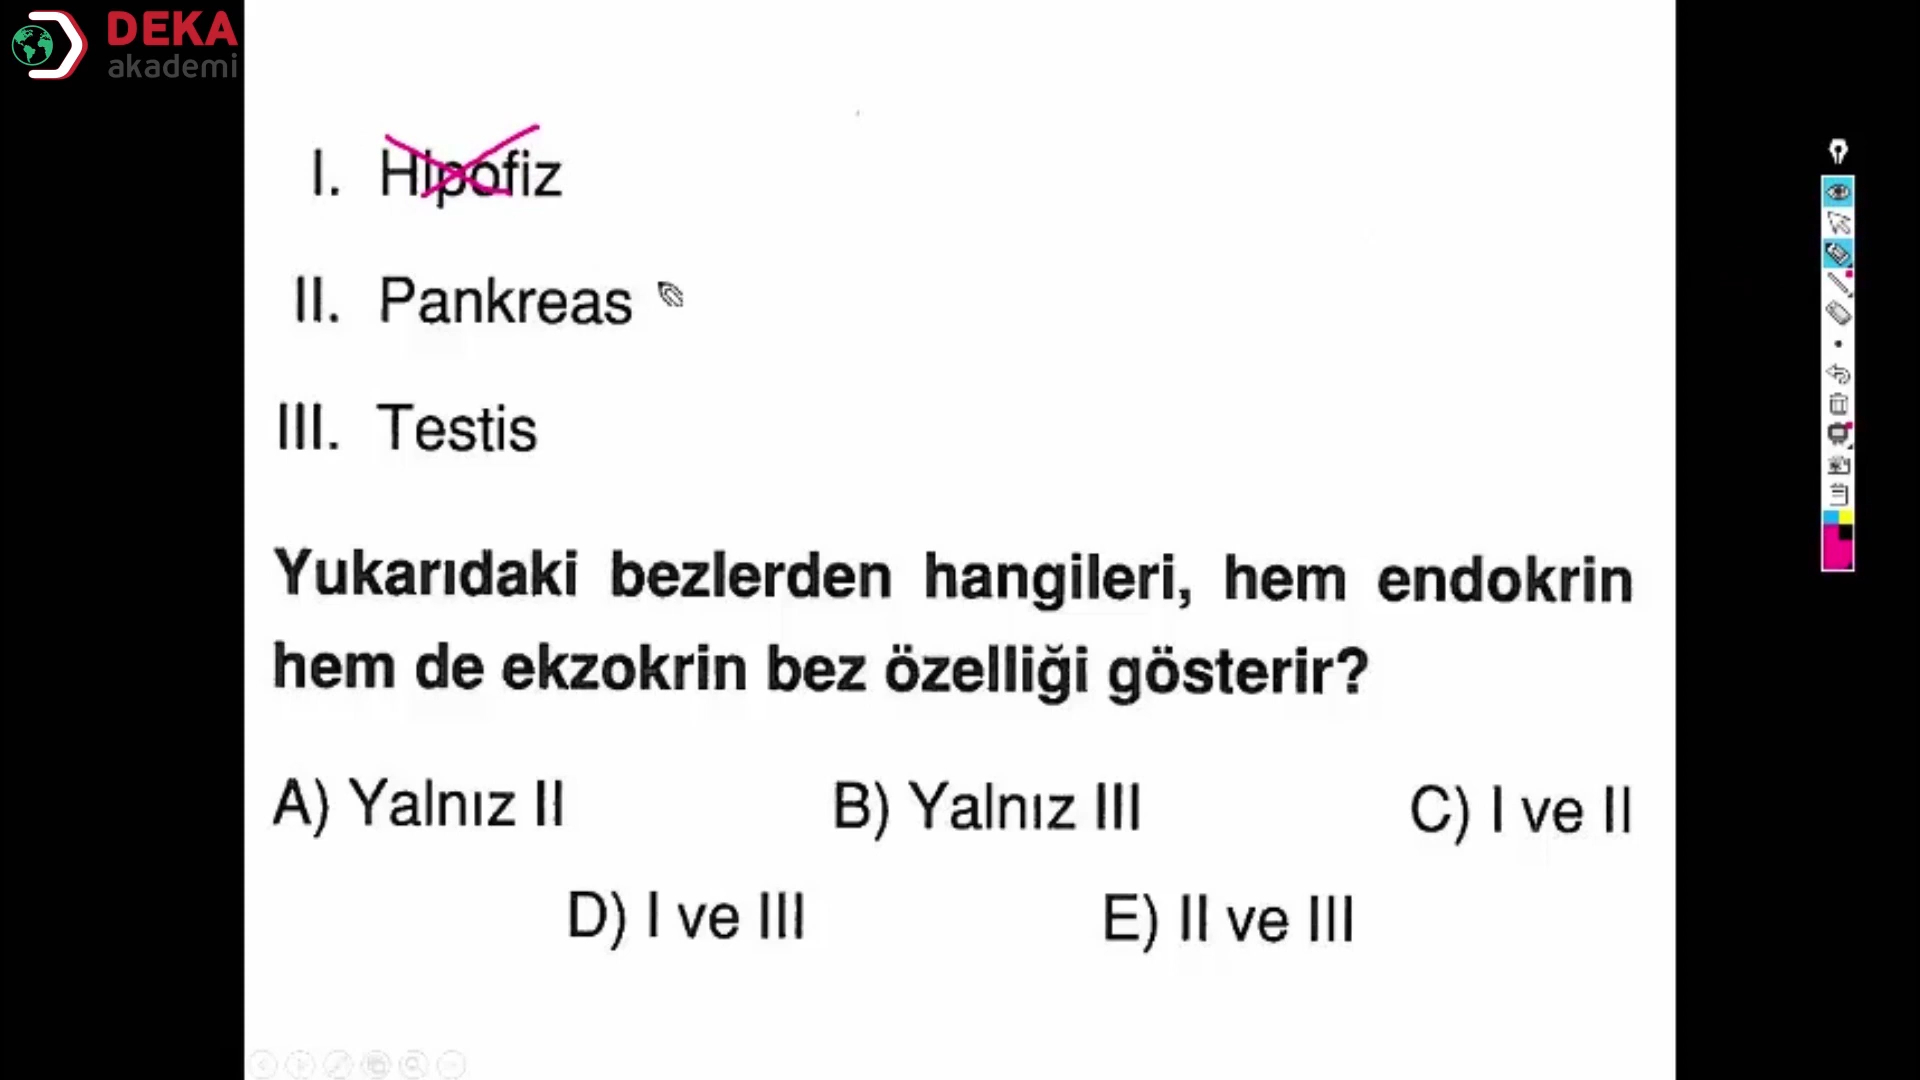 DEKA
akademi
I. Hipofiz
II. Pankreas
III. Testis
Yukarıdaki bezlerden hangileri, hem endokrin
hem de ekzokrin bez özelliği gösterir?
A) Yalnız II B) Yalnız III C) I ve II
D) I ve III E) II ve III